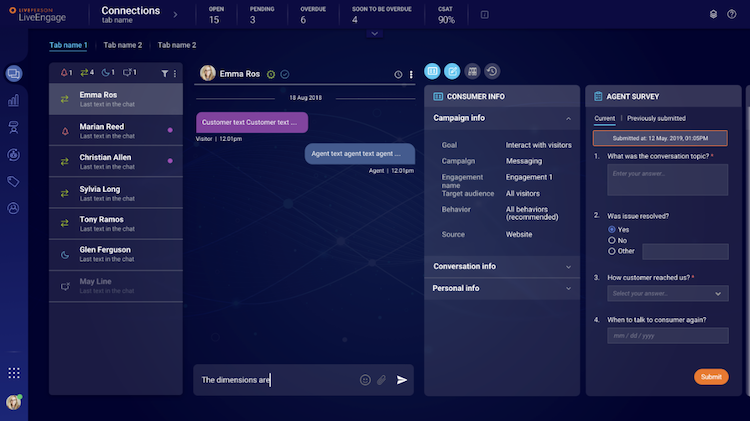 LIVEPERSON
LiveEngage
Connections
tab name
OPEN
15
PENDING
3
OVERDUE
6
SOON TO BE OVERDUE
4
CSAT
90%
Tab name 1
Tab name 2
Tab name 2
1
4
1
1
Emma Ros
Last text in the chat
Marian Reed
Last text in the chat
Christian Allen
Last text in the chat
Sylvia Long
Last text in the chat
Tony Ramos
Last text in the chat
Glen Ferguson
Last text in the chat
May Line
Last text in the chat
Emma Ros
18 Aug 2018
Customer text Customer text ....
Visitor | 12.01pm
Agent text agent text agent ....
Agent | 12.01pm
The dimensions are
CONSUMER INFO
Campaign info
Goal Interact with visitors
Campaign Messaging
Engagement name Engagement 1
Target audience All visitors
Behavior All behaviors
(recommended)
Source Website
Conversation info
Personal info
AGENT SURVEY
Current | Previously submitted
Submitted at: 12 May. 2019, 01:05PM
1. What was the conversation topic? *
Enter your answer...
2. Was issue resolved?
Yes
No
Other
3. How customer reached us? *
Select your answer...
4. When to talk to consumer again?
mm / dd / yyyy
Submit